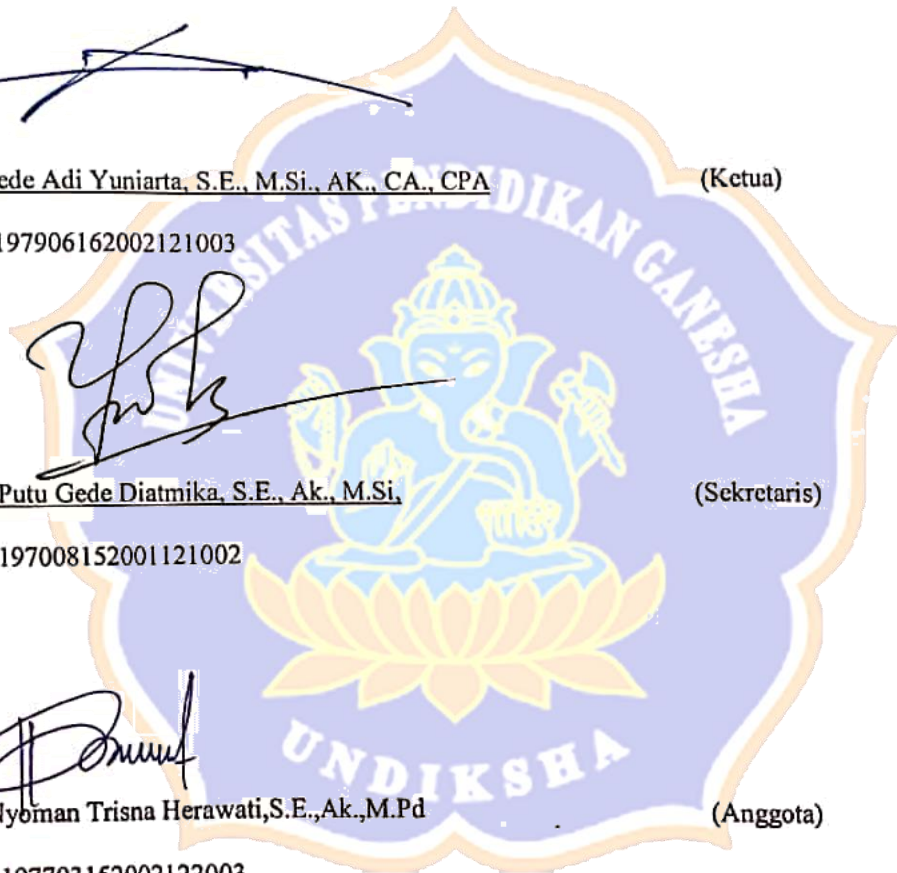 ede Adi Yuniarta, S.E., M.Si., AK., CA., CPA (Ketua)
197906162002121003
Putu Gede Diatmika, S.E., Ak., M.Si, (Sekretaris)
197008152001121002
Nyoman Trisna Herawati,S.E.,Ak.,M.Pd (Anggota)
UNIVERSITAS PENDIDIKAN GANESHA
UNDIKSHA